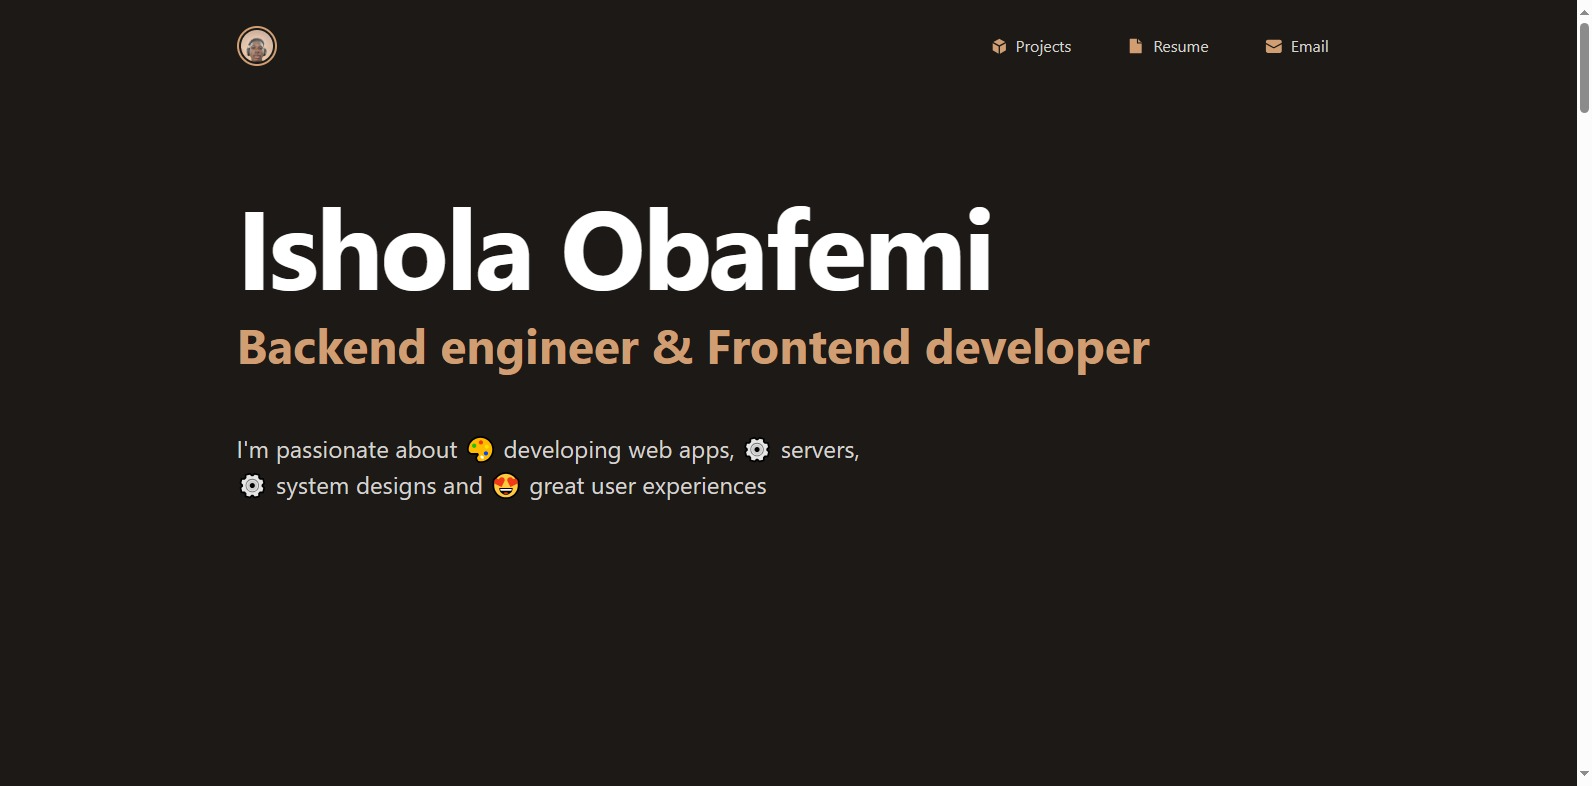 Projects
Resume
Email
Ishola Obafemi
Backend engineer & Frontend developer
I'm passionate about 🎨 developing web apps, ⚙️ servers,
⚙️ system designs and 😍 great user experiences